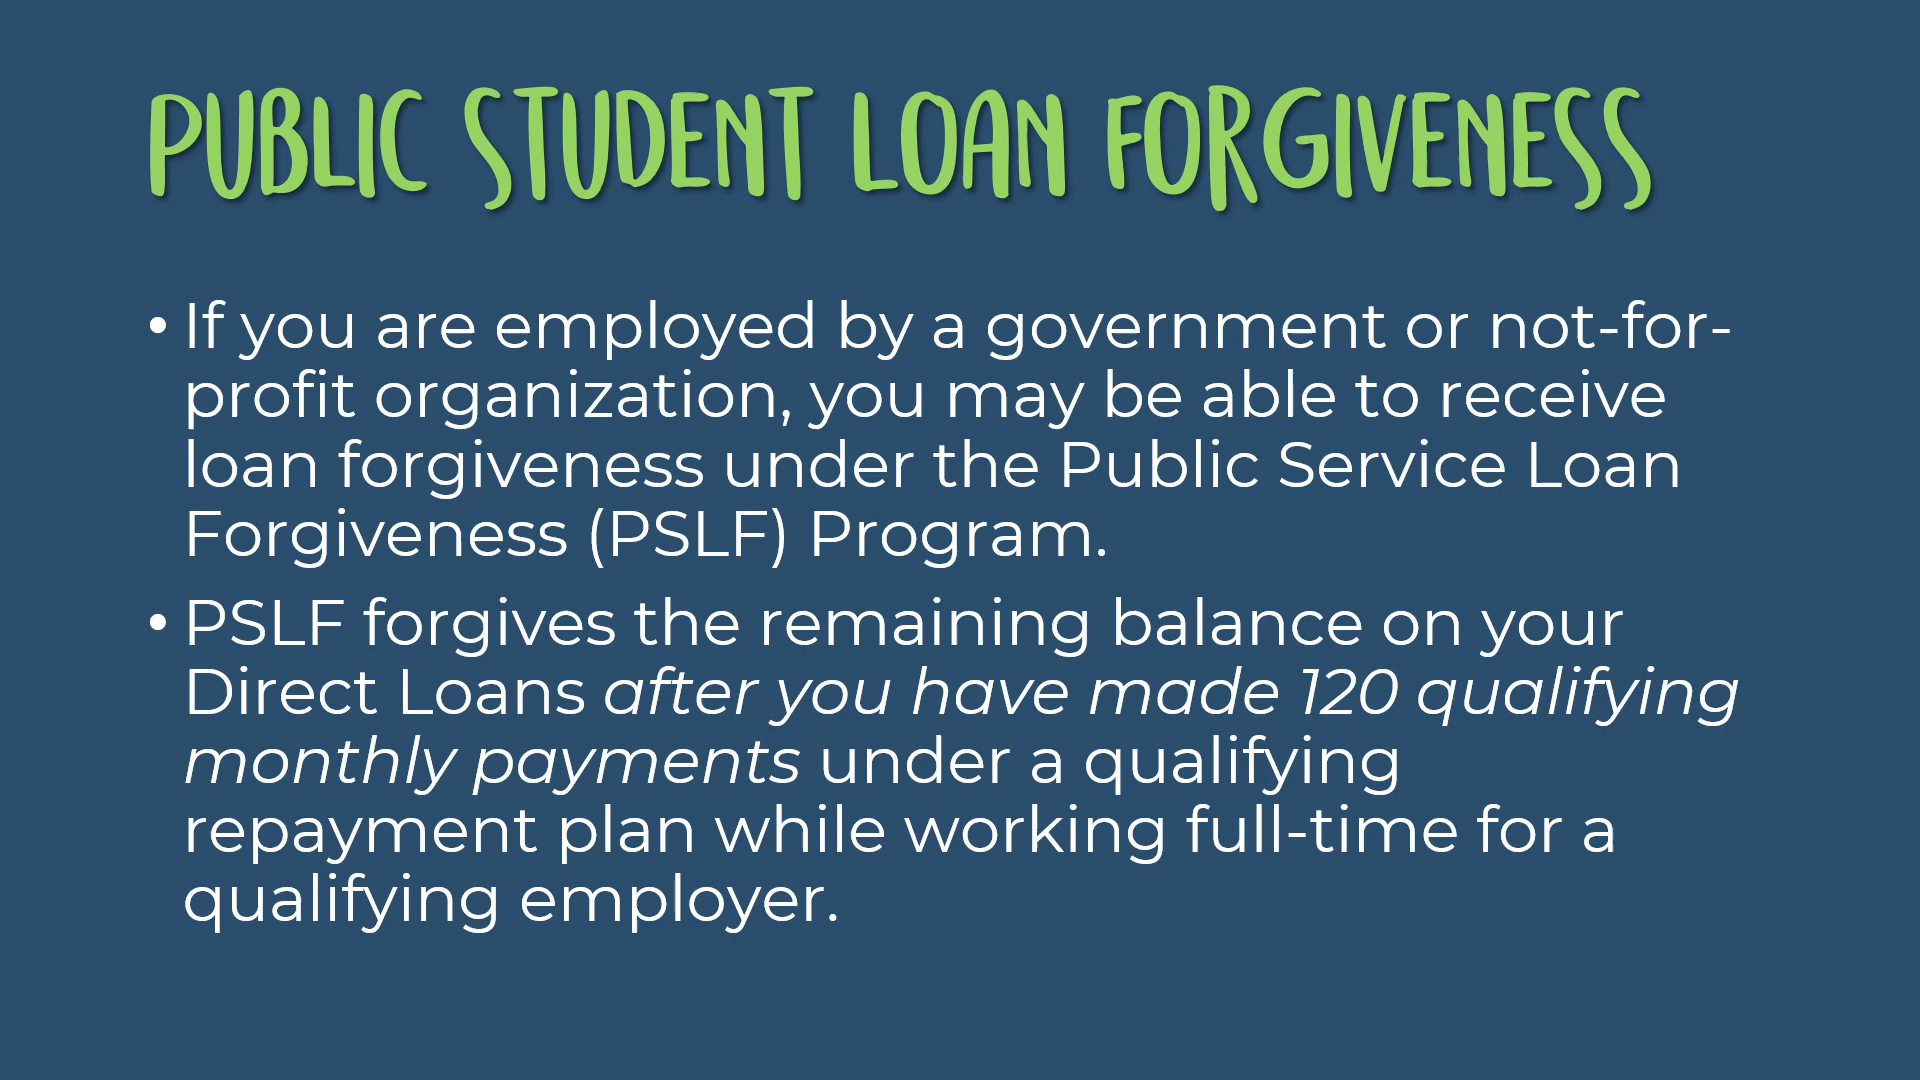 PUBLIC STUDENT LOAN FORGIVENESS
• If you are employed by a government or not-for-
profit organization, you may be able to receive
loan forgiveness under the Public Service Loan
Forgiveness (PSLF) Program.
• PSLF forgives the remaining balance on your
Direct Loans after you have made 120 qualifying
monthly payments under a qualifying
repayment plan while working full-time for a
qualifying employer.